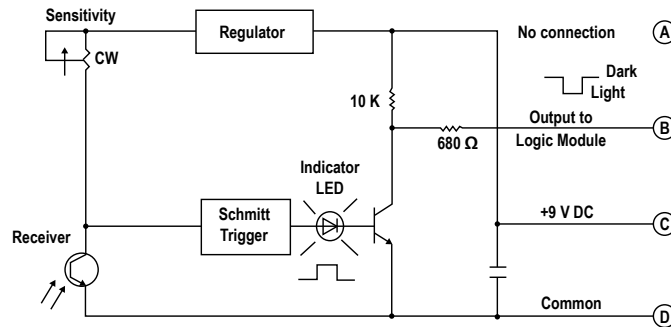 Sensitivity
CW
Regulator
No connection
A
Dark
Light
10 K
Output to
Logic Module
B
680 Ω
Indicator
LED
Schmitt
Trigger
+9 V DC
C
Receiver
Common
D